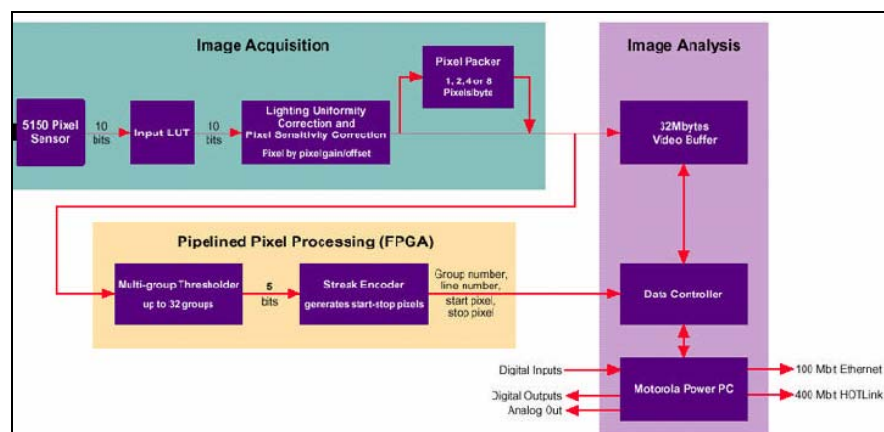 Image Acquisition
Image Analysis
Pixel Packer
1, 2, 4 or 8
Pixels/byte
5150 Pixel
Sensor
10
bits
Input LUT
10
bits
Lighting Uniformity
Correction and
Pixel Sensitivity Correction
Pixel by pixel gain/offset
32Mbytes
Video Buffer
Pipelined Pixel Processing (FPGA)
Multi-group Thresholder
up to 32 groups
5
bits
Streak Encoder
generates start-stop pixels
Group number,
line number,
start pixel,
stop pixel
Data Controller
Digital Inputs
Digital Outputs
Analog Out
Motorola Power PC
100 Mbit Ethernet
400 Mbit HOTLink